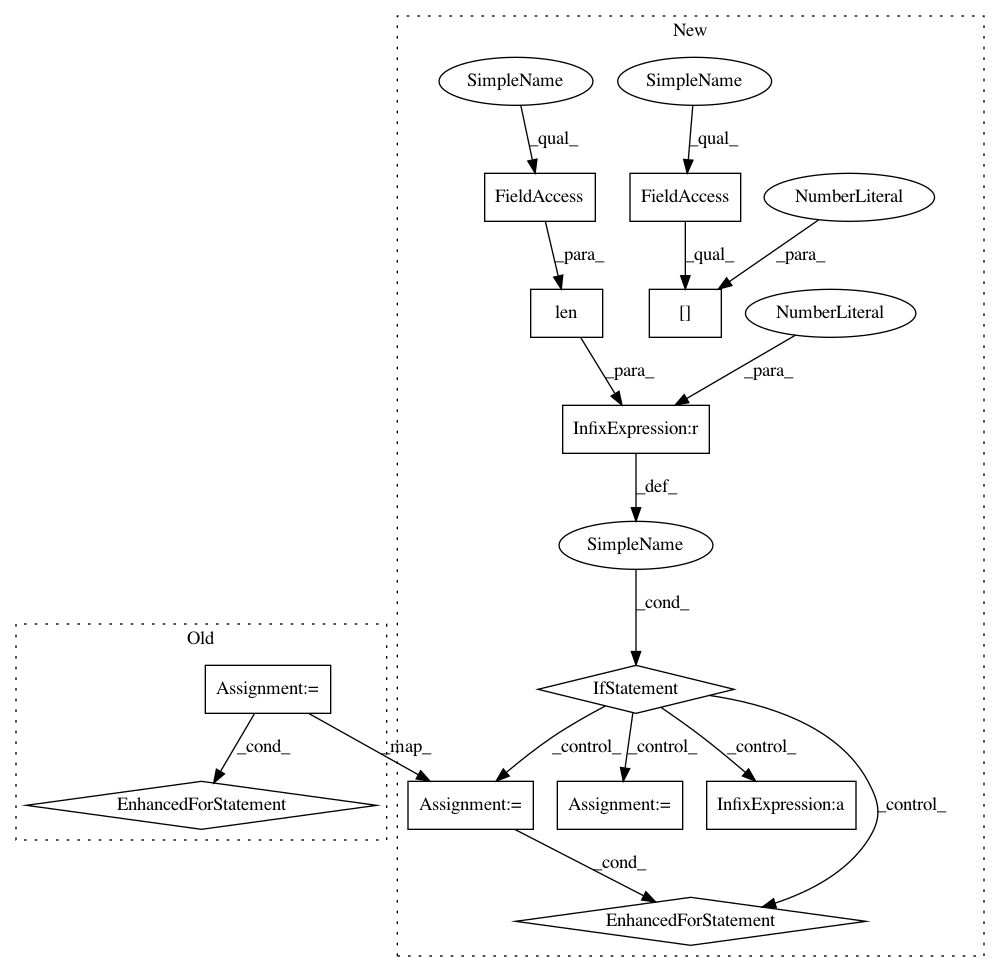 New
SimpleName
SimpleName
_qual_
_qual_
FieldAccess
FieldAccess
NumberLiteral
_para_
_qual_
_para_
len
[]
NumberLiteral
_para_
_para_
InfixExpression:r
_def_
SimpleName
_cond_
Old
Assignment:=
IfStatement
_cond_
_map_
_control_
_control_
_control_
_control_
EnhancedForStatement
Assignment:=
Assignment:=
InfixExpression:a
_cond_
EnhancedForStatement